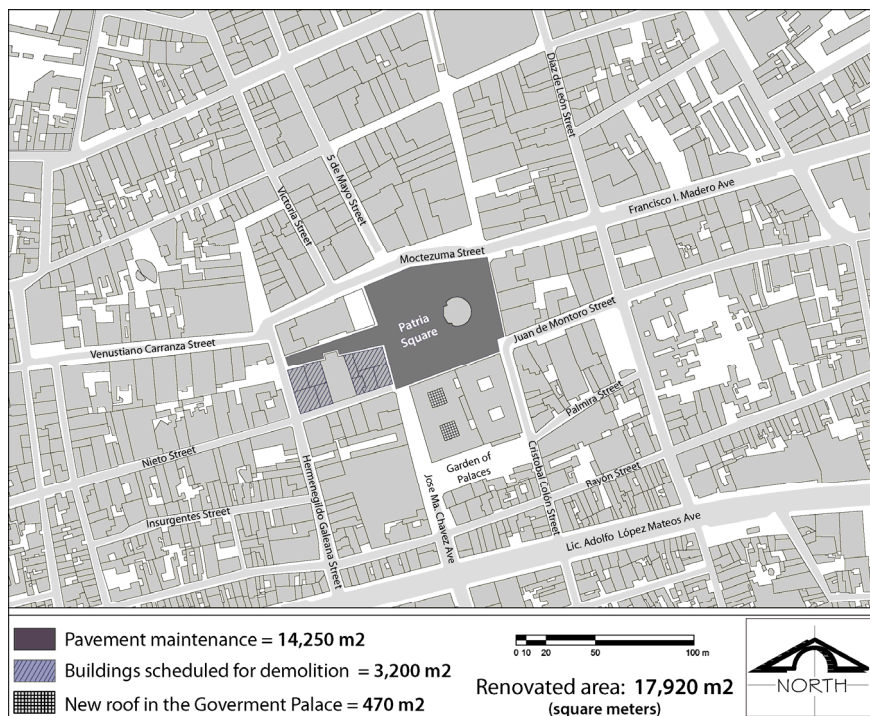 Diaz de León Street
5 de Mayo Street
Victoria Street
Francisco I. Madero Ave
Moctezuma Street
Patria
Square
Juan de Montoro Street
Venustiano Carranza Street
Palmira Street
Nieto Street
Garden of
Palaces
Hermenegildo Galeana Street
Jose Ma. Chavez Ave
Cristobal Colón Street
Rayon Street
Insurgentes Street
Lic. Adolfo López Mateos Ave
Pavement maintenance = 14,250 m2
Buildings scheduled for demolition = 3,200 m2
New roof in the Goverment Palace = 470 m2
0 10 20 50 100 m
Renovated area: 17,920 m2
(square meters)
NORTH